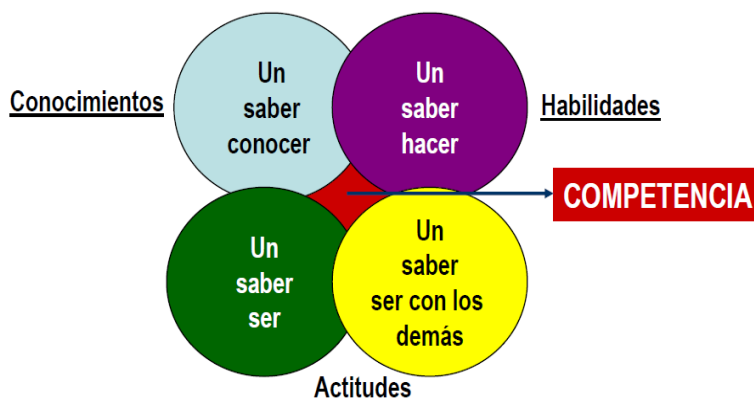 Conocimientos
Un
saber
conocer
Un
saber
hacer
Habilidades
COMPETENCIA
Un
saber
ser
Un
saber
ser con los
demás
Actitudes